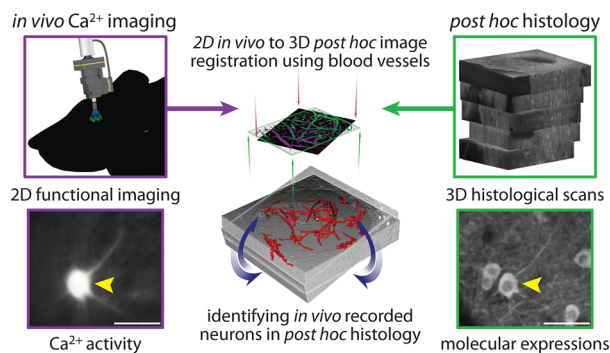 in vivo Ca²⁺ imaging
2D in vivo to 3D post hoc image
registration using blood vessels
post hoc histology
2D functional imaging
3D histological scans
identifying in vivo recorded
neurons in post hoc histology
Ca²⁺ activity
molecular expressions